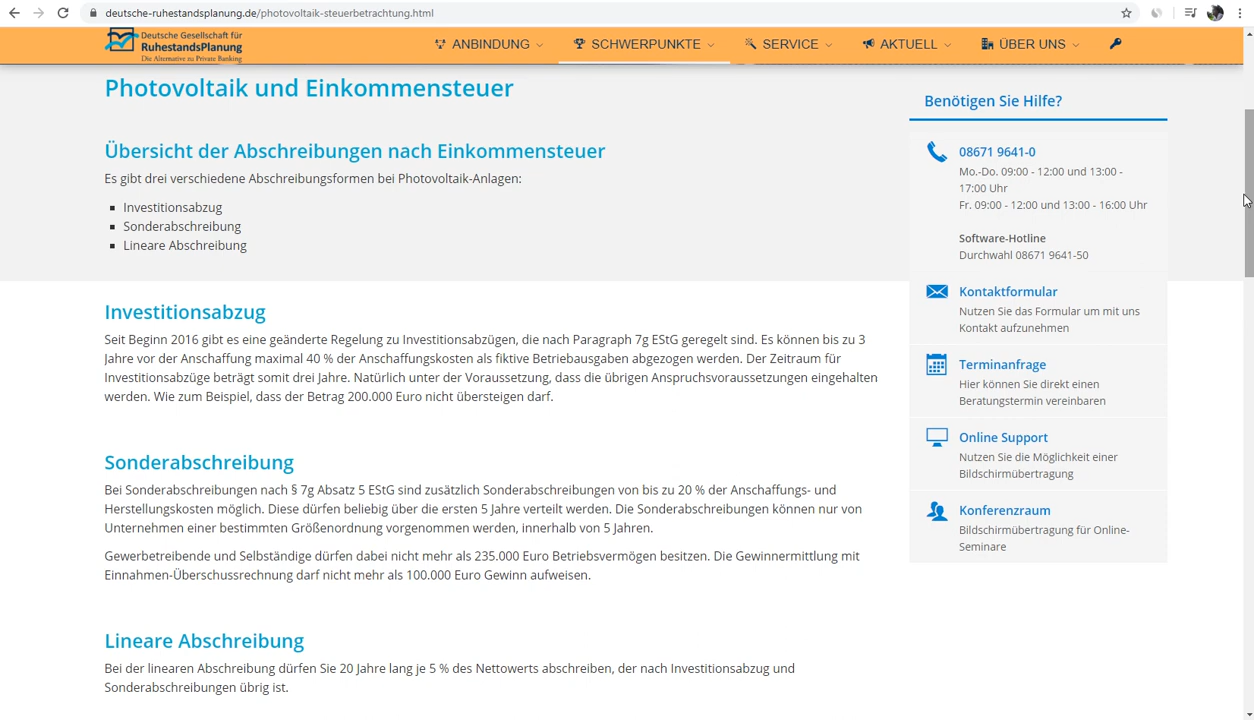 deutsche-ruhestandsplanung.de/photovoltaik-steuerbetrachtung.html
Deutsche Gesellschaft für
RuhestandsPlanung
Die Alternative zu Private Banking
ANBINDUNG
SCHWERPUNKTE
SERVICE
AKTUELL
ÜBER UNS
Photovoltaik und Einkommensteuer
Übersicht der Abschreibungen nach Einkommensteuer
Es gibt drei verschiedene Abschreibungsformen bei Photovoltaik-Anlagen:
Investitionsabzug
Sonderabschreibung
Lineare Abschreibung
Investitionsabzug
Seit Beginn 2016 gibt es eine geänderte Regelung zu Investitionsabzügen, die nach Paragraph 7g EStG geregelt sind. Es können bis zu 3
Jahre vor der Anschaffung maximal 40 % der Anschaffungskosten als fiktive Betriebausgaben abgezogen werden. Der Zeitraum für
Investitionsabzüge beträgt somit drei Jahre. Natürlich unter der Voraussetzung, dass die übrigen Anspruchsvoraussetzungen eingehalten
werden. Wie zum Beispiel, dass der Betrag 200.000 Euro nicht übersteigen darf.
Sonderabschreibung
Bei Sonderabschreibungen nach § 7g Absatz 5 EStG sind zusätzlich Sonderabschreibungen von bis zu 20 % der Anschaffungs- und
Herstellungskosten möglich. Diese dürfen beliebig über die ersten 5 Jahre verteilt werden. Die Sonderabschreibungen können nur von
Unternehmen einer bestimmten Größenordnung vorgenommen werden, innerhalb von 5 Jahren.
Gewerbetreibende und Selbständige dürfen dabei nicht mehr als 235.000 Euro Betriebsvermögen besitzen. Die Gewinnermittlung mit
Einnahmen-Überschussrechnung darf nicht mehr als 100.000 Euro Gewinn aufweisen.
Lineare Abschreibung
Bei der linearen Abschreibung dürfen Sie 20 Jahre lang je 5 % des Nettowerts abschreiben, der nach Investitionsabzug und
Sonderabschreibungen übrig ist.
Benötigen Sie Hilfe?
08671 9641-0
Mo.-Do. 09:00 - 12:00 und 13:00 -
17:00 Uhr
Fr. 09:00 - 12:00 und 13:00 - 16:00 Uhr
Software-Hotline
Durchwahl 08671 9641-50
Kontaktformular
Nutzen Sie das Formular um mit uns
Kontakt aufzunehmen
Terminanfrage
Hier können Sie direkt einen
Beratungstermin vereinbaren
Online Support
Nutzen Sie die Möglichkeit einer
Bildschirmübertragung
Konferenzraum
Bildschirmübertragung für Online-
Seminare